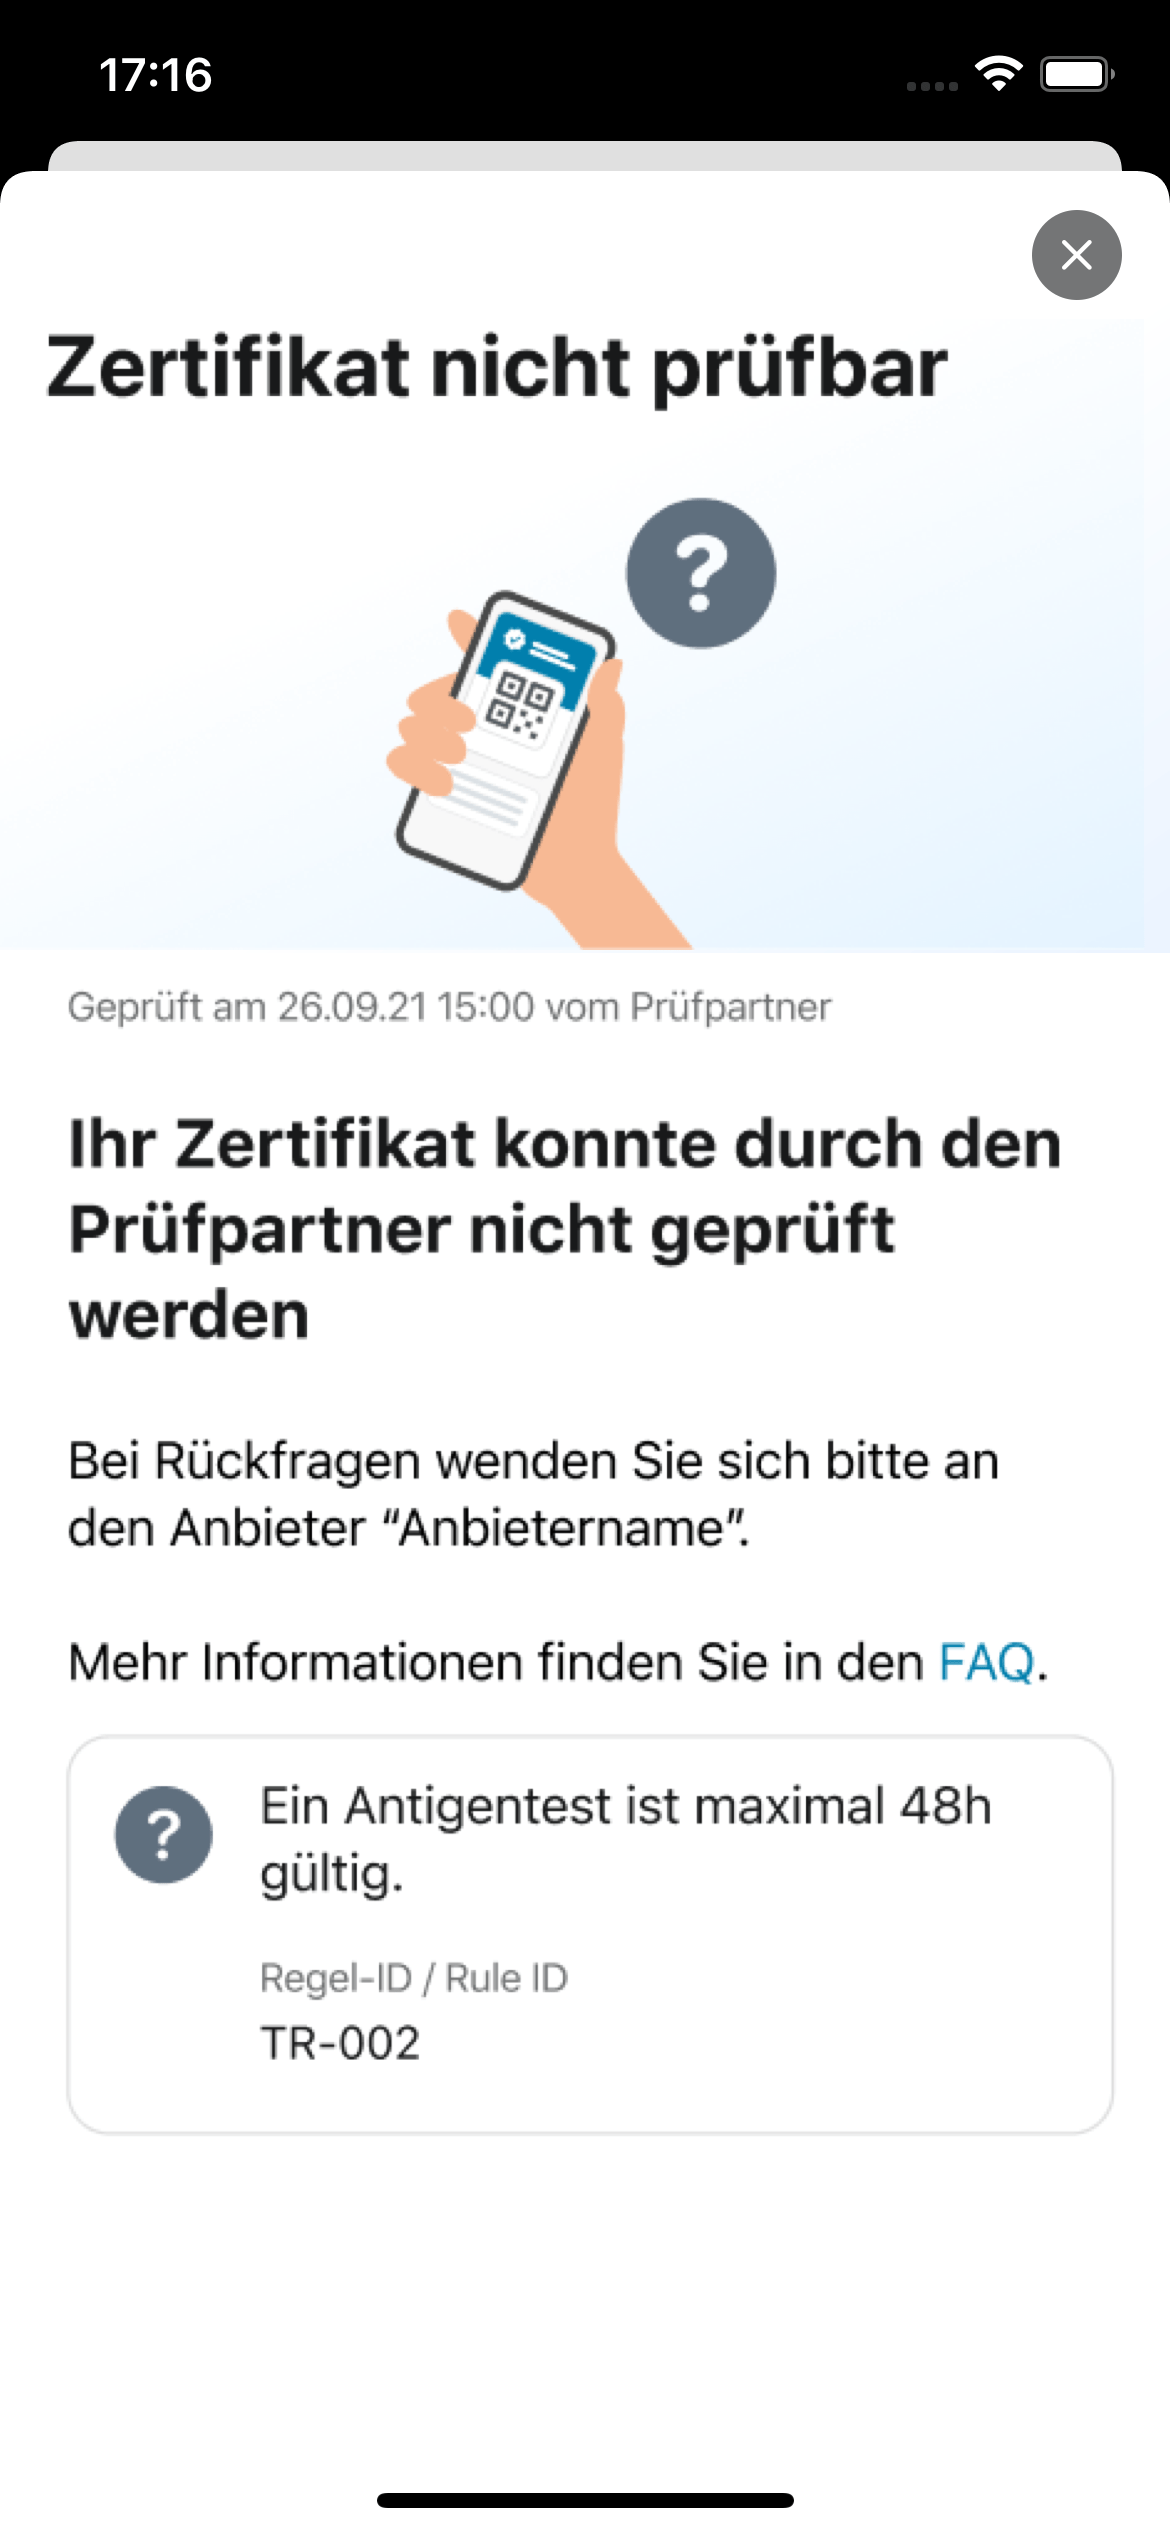 17:16
Zertifikat nicht prüfbar
?
Geprüft am 26.09.21 15:00 vom Prüfpartner
Ihr Zertifikat konnte durch den
Prüfpartner nicht geprüft
werden
Bei Rückfragen wenden Sie sich bitte an
den Anbieter “Anbietername”.
Mehr Informationen finden Sie in den FAQ.
?
Ein Antigentest ist maximal 48h
gültig.
Regel-ID / Rule ID
TR-002